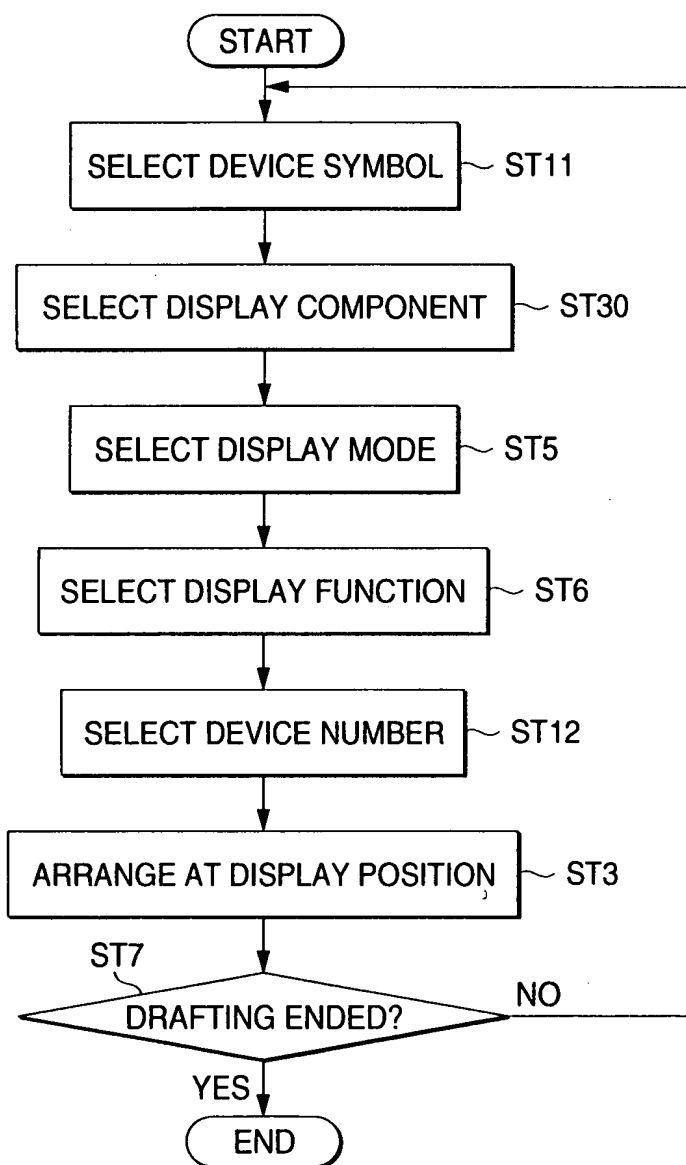 START
SELECT DEVICE SYMBOL ST11
SELECT DISPLAY COMPONENT ST30
SELECT DISPLAY MODE ST5
SELECT DISPLAY FUNCTION ST6
SELECT DEVICE NUMBER ST12
ARRANGE AT DISPLAY POSITION ST3
ST7
DRAFTING ENDED? NO
YES
END